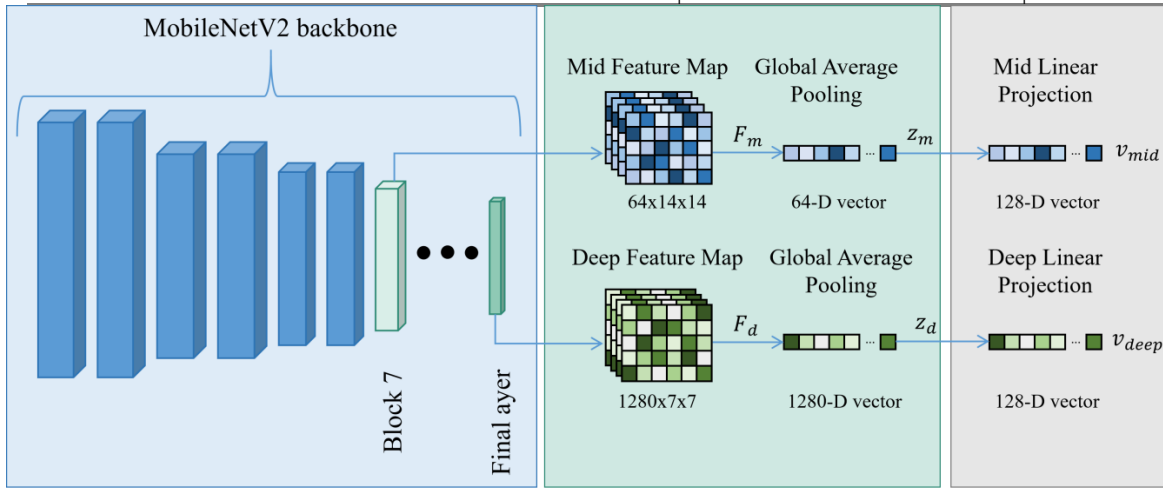 MobileNetV2 backbone
Block 7
Final ayer
Mid Feature Map
64x14x14
F_m
Global Average
Pooling
64-D vector
z_m
Mid Linear
Projection
128-D vector
v_mid
Deep Feature Map
1280x7x7
F_d
Global Average
Pooling
1280-D vector
z_d
Deep Linear
Projection
128-D vector
v_deep